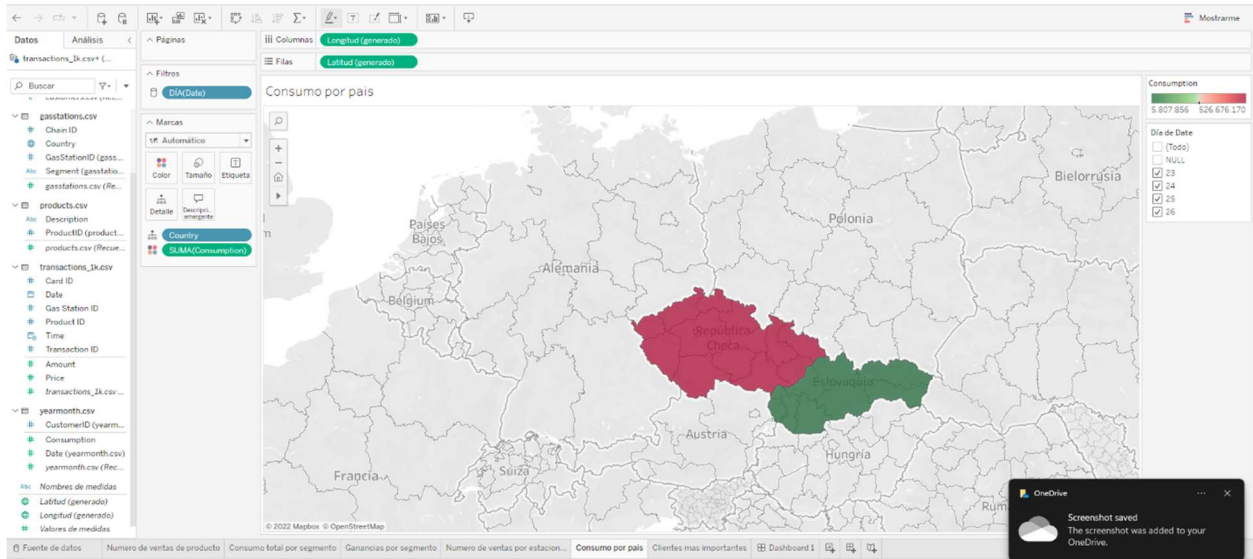 Mostrarme
Datos
Análisis
transactions_1k.csv+ (...
Buscar
gasstations.csv
Chain ID
Country
GasStationID (gass...
Abc Segment (gasstatio...
gasstations.csv (Re...
products.csv
Abc Description
ProductID (product...
products.csv (Recue...
transactions_1k.csv
Card ID
Date
Gas Station ID
Product ID
Time
Transaction ID
Amount
Price
transactions_1k.csv ...
yearmonth.csv
CustomerID (yearm...
Consumption
Date (yearmonth.csv)
yearmonth.csv (Rec...
Abc Nombres de medidas
Latitud (generado)
Longitud (generado)
Valores de medidas
Páginas
Filtros
DÍA(Date)
Marcas
Automático
Color Tamaño Etiqueta
Detalle Descripci... emergente
Country
SUMA(Consumption)
Columnas Longitud (generado)
Filas Latitud (generado)
Consumo por pais
Bielorrusia
Polonia
Países
Bajos
Alemania
Belgium
República
Checa
Eslovaquia
Austria
Hungría
Suiza
Francia
© 2022 Mapbox © OpenStreetMap
Consumption
5.807.856 526.676.170
Día de Date
(Todo)
NULL
23
24
25
26
OneDrive
Screenshot saved
The screenshot was added to your
OneDrive.
Fuente de datos Numero de ventas de producto Consumo total por segmento Ganancias por segmento Numero de ventas por estacion... Consumo por pais Clientes mas importantes Dashboard 1